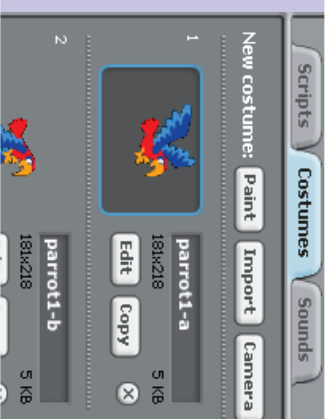 Scripts Costumes Sounds
New costume: Paint Import Camera
1
parrot1-a
181x218 5 KB
Edit Copy
2
parrot1-b
181x218 5 KB